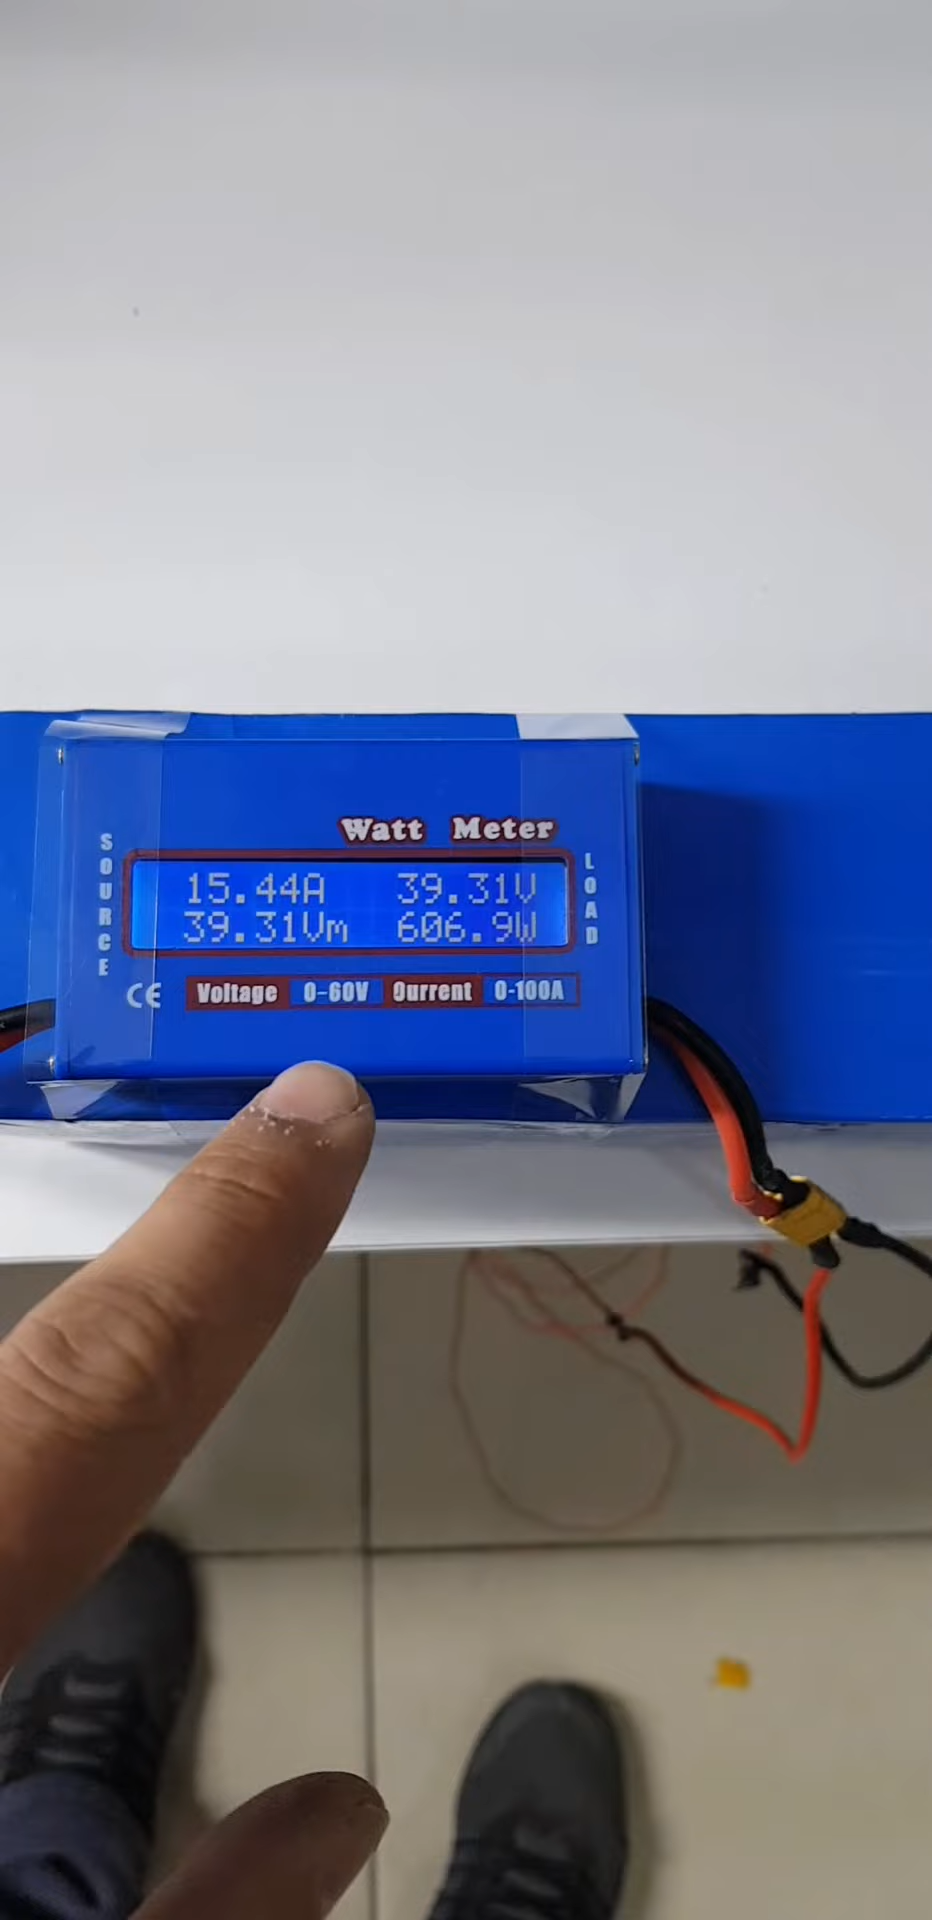 Watt Meter
SOURCE
15.44A 39.31V
39.31Vm 606.9W
LOAD
CE Voltage 0-60V Current 0-100A